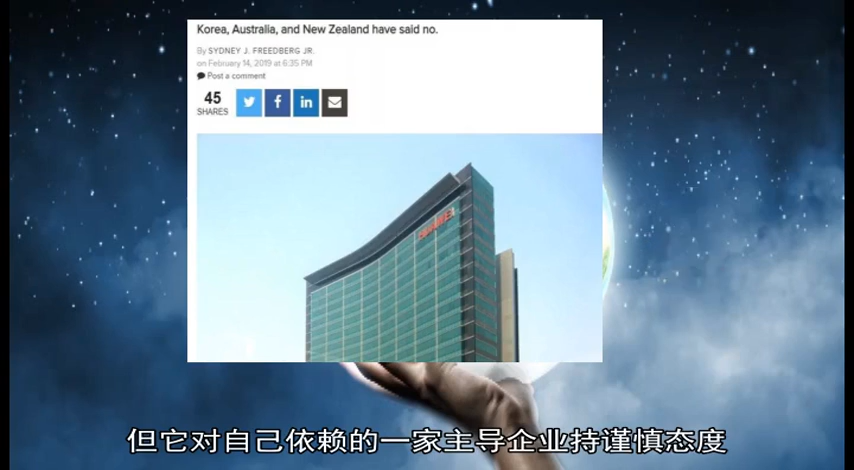 Korea, Australia, and New Zealand have said no.
By SYDNEY J. FREEDBERG JR.
on February 14, 2019 at 6:35 PM
Post a comment
45
SHARES
但它对自己依赖的一家主导企业持谨慎态度